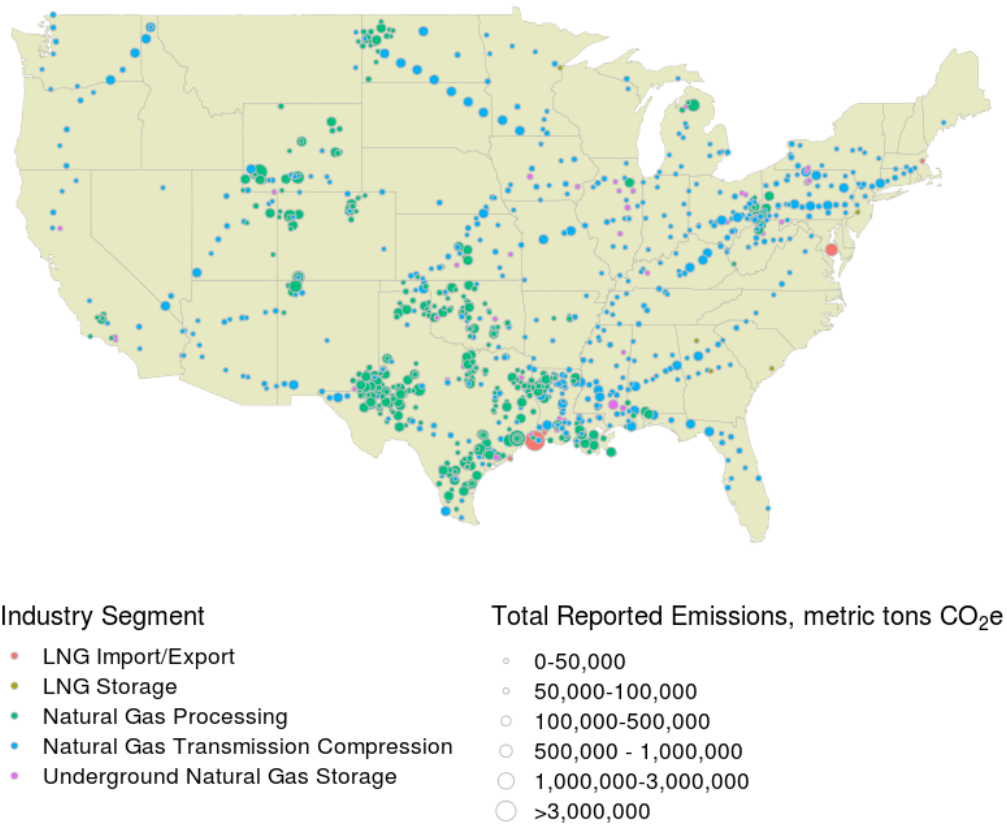 Industry Segment
LNG Import/Export
LNG Storage
Natural Gas Processing
Natural Gas Transmission Compression
Underground Natural Gas Storage
Total Reported Emissions, metric tons CO₂e
0-50,000
50,000-100,000
100,000-500,000
500,000 - 1,000,000
1,000,000-3,000,000
>3,000,000